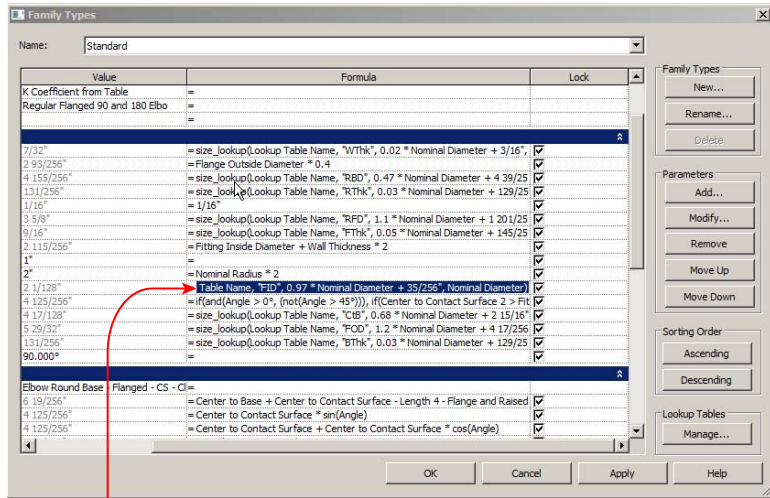 Family Types
Name: Standard
Value Formula Lock
K Coefficient from Table =
Regular Flanged 90 and 180 Elbo =
=
7/32" = size_lookup(Lookup Table Name, "WThk", 0.02 * Nominal Diameter + 3/16",
2 93/256" = Flange Outside Diameter * 0.4
4 155/256" = size_lookup(Lookup Table Name, "RBD", 0.47 * Nominal Diameter + 4 39/25
131/256" = size_lookup(Lookup Table Name, "RThk", 0.03 * Nominal Diameter + 129/25
1/16" = 1/16"
3 5/8" = size_lookup(Lookup Table Name, "RFD", 1.1 * Nominal Diameter + 1 201/25
9/16" = size_lookup(Lookup Table Name, "FThk", 0.05 * Nominal Diameter + 145/25
2 115/256" = Fitting Inside Diameter + Wall Thickness * 2
1" =
2" = Nominal Radius * 2
2 1/128" Table Name, "FID", 0.97 * Nominal Diameter + 35/256", Nominal Diameter)
4 125/256" = if(and(Angle > 0°, (not(Angle > 45°))), if(Center to Contact Surface 2 > Fit
4 17/128" = size_lookup(Lookup Table Name, "CtB", 0.68 * Nominal Diameter + 2 15/16"
5 29/32" = size_lookup(Lookup Table Name, "FOD", 1.2 * Nominal Diameter + 4 17/256
131/256" = size_lookup(Lookup Table Name, "BThk", 0.03 * Nominal Diameter + 129/25
90.000° =
Elbow Round Base - Flanged - CS - Cl =
6 19/256" = Center to Base + Center to Contact Surface - Length 4 - Flange and Raised
4 125/256" = Center to Contact Surface * sin(Angle)
4 125/256" = Center to Contact Surface + Center to Contact Surface * cos(Angle)
Family Types
New...
Rename...
Delete
Parameters
Add...
Modify...
Remove
Move Up
Move Down
Sorting Order
Ascending
Descending
Lookup Tables
Manage...
OK Cancel Apply Help